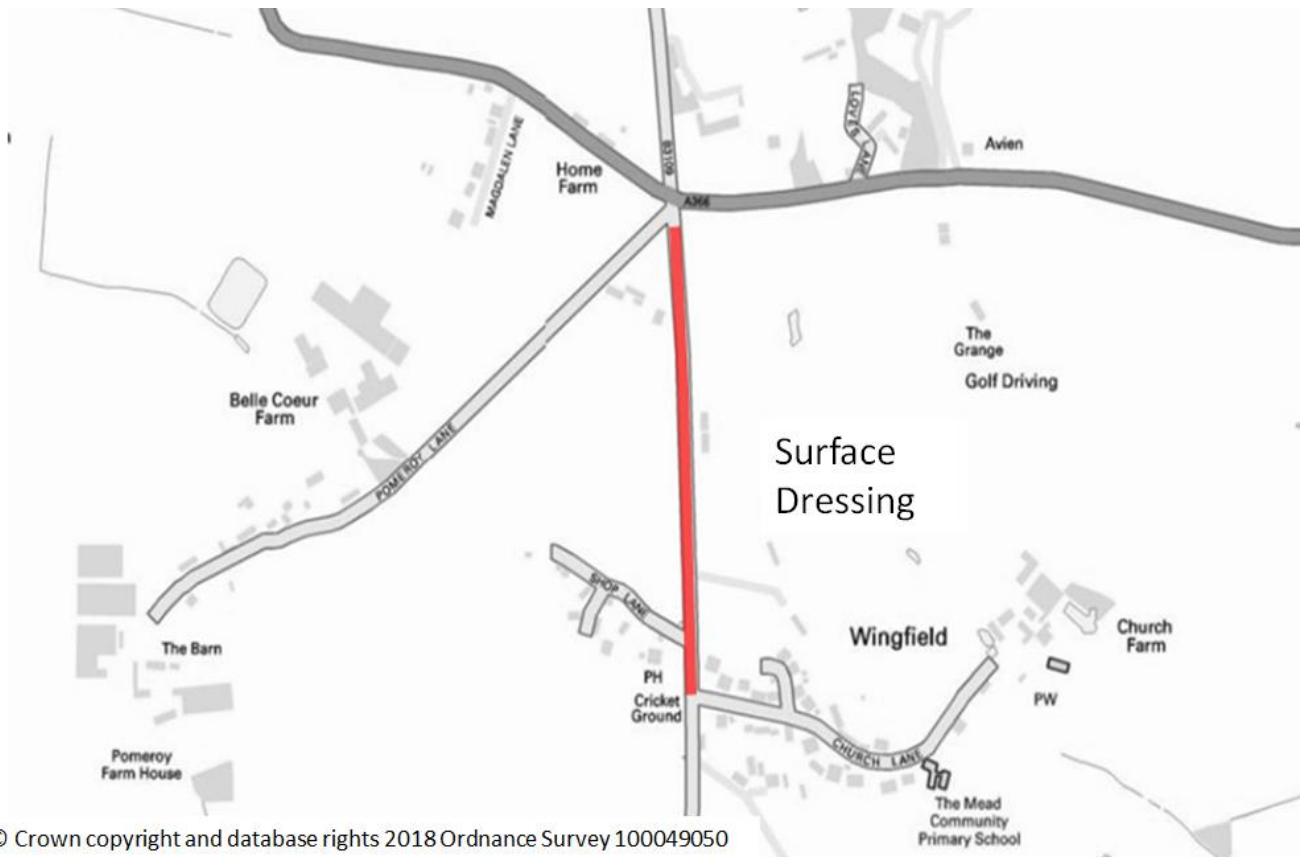 LOVES LANE
B3109
MAGDALEN LANE
Avien
Home
Farm
A366
The
Grange
Golf Driving
Belle Coeur
Farm
POMEROY LANE
Surface
Dressing
SHOP LANE
Wingfield
Church
Farm
The Barn
PH
PW
Cricket
Ground
CHURCH LANE
Pomeroy
Farm House
The Mead
Community
Primary School
© Crown copyright and database rights 2018 Ordnance Survey 100049050